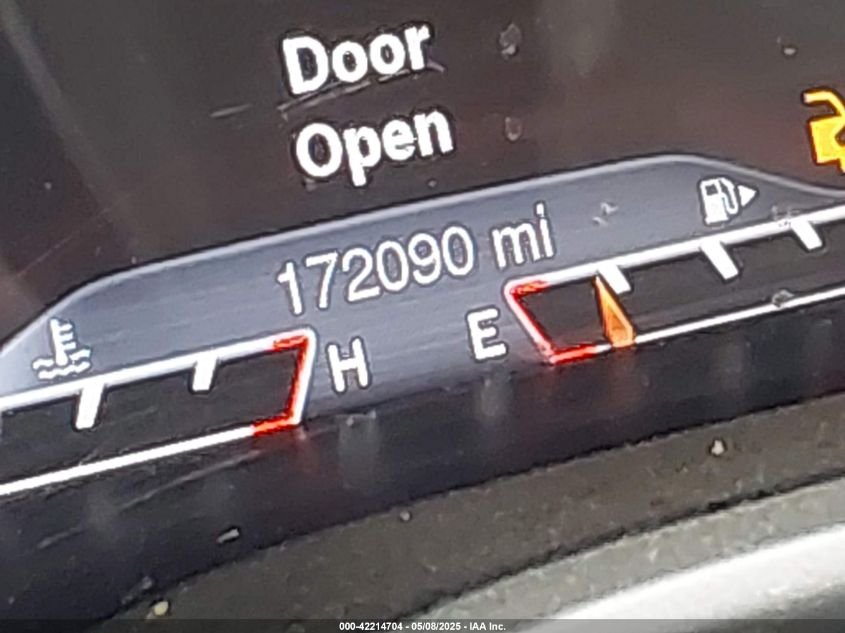 Door
Open
172090 mi
H
E
000-42214704 - 05/08/2025 - IAA Inc.